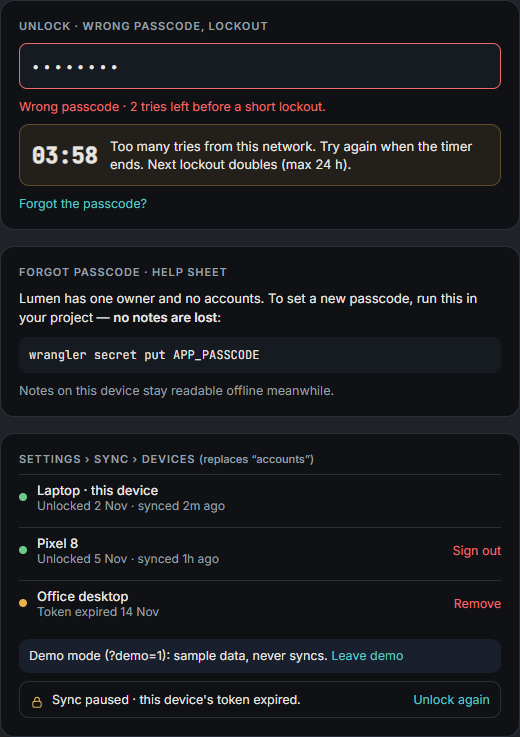 UNLOCK · WRONG PASSCODE, LOCKOUT
••••••••
Wrong passcode · 2 tries left before a short lockout.
03:58
Too many tries from this network. Try again when the timer
ends. Next lockout doubles (max 24 h).
Forgot the passcode?
FORGOT PASSCODE · HELP SHEET
Lumen has one owner and no accounts. To set a new passcode, run this in
your project — no notes are lost:
wrangler secret put APP_PASSCODE
Notes on this device stay readable offline meanwhile.
SETTINGS › SYNC › DEVICES (replaces “accounts”)
Laptop · this device
Unlocked 2 Nov · synced 2m ago
Pixel 8
Unlocked 5 Nov · synced 1h ago
Sign out
Office desktop
Token expired 14 Nov
Remove
Demo mode (?demo=1): sample data, never syncs. Leave demo
Sync paused · this device's token expired.
Unlock again